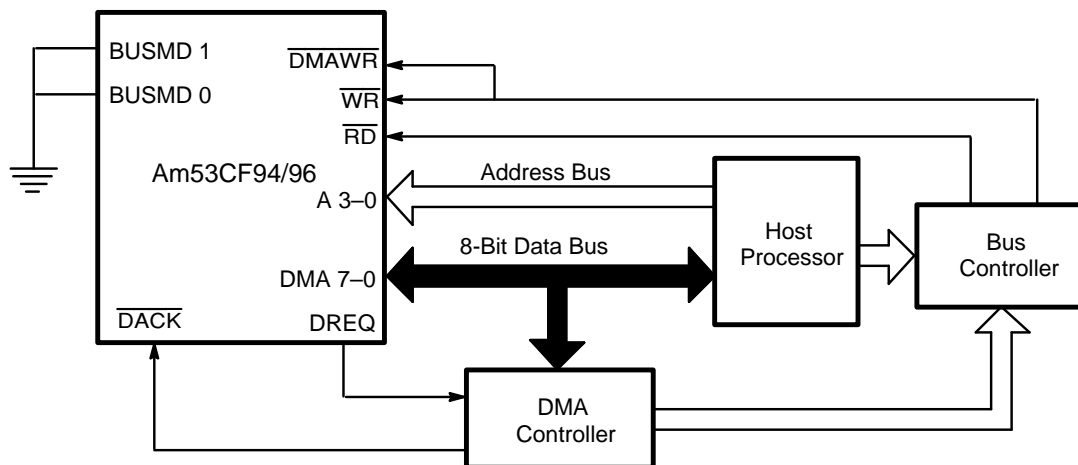 BUSMD 1
BUSMD 0
DMAWR
WR
RD
Am53CF94/96
A 3–0
DMA 7–0
DACK
DREQ
Address Bus
8-Bit Data Bus
Host
Processor
Bus
Controller
DMA
Controller